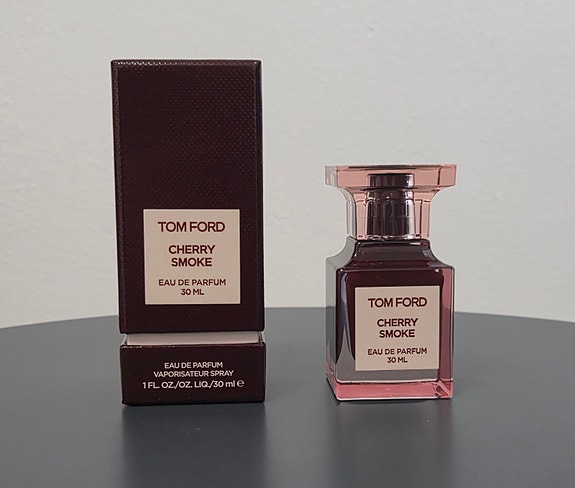 TOM FORD
CHERRY
SMOKE
EAU DE PARFUM
30 ML
EAU DE PARFUM
VAPORISATEUR SPRAY
1 FL. OZ./OZ. LIQ./30 ml ℮
TOM FORD
CHERRY
SMOKE
EAU DE PARFUM
30 ML